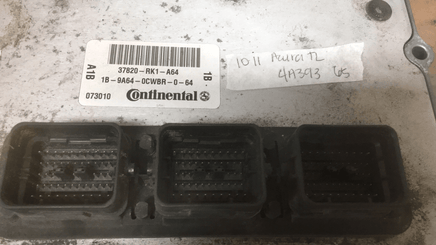 A1B
37820-RK1-A64
1B
1B-9A64-0CWBR-0-64
073010
Continental
10 11 Acura TL
4A393